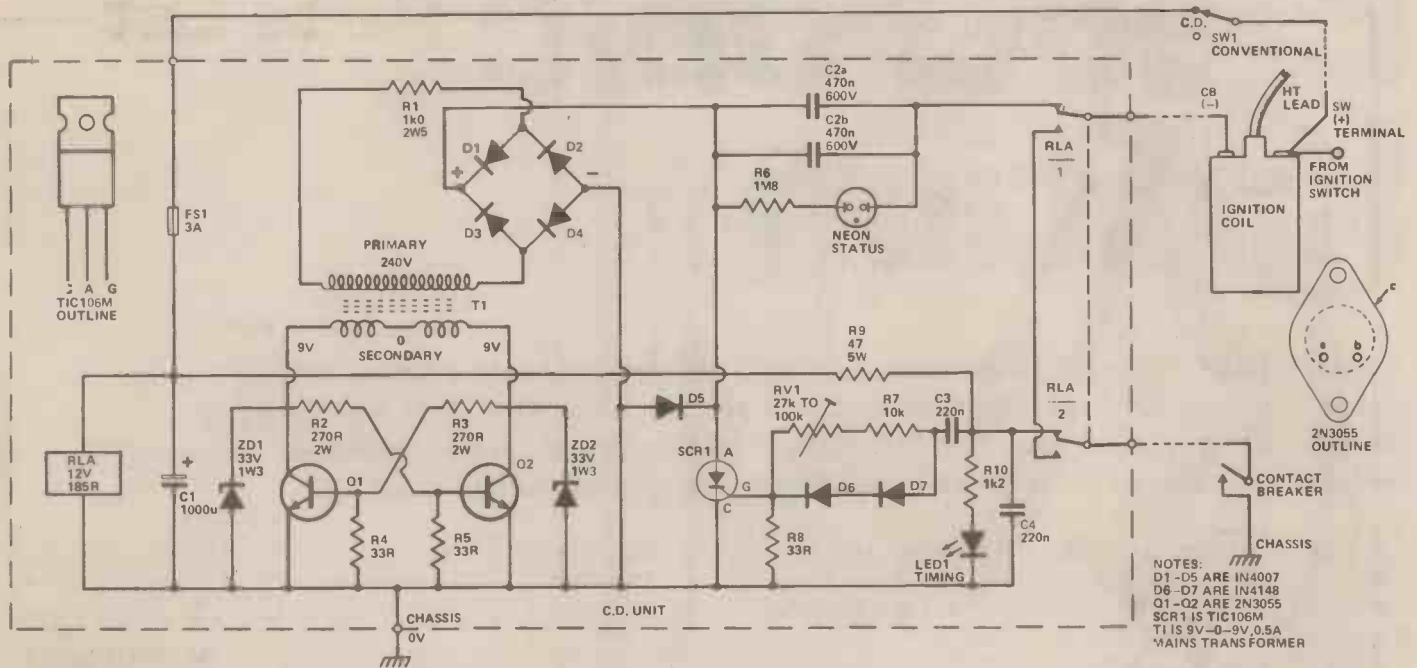 C.D.
SW1
CONVENTIONAL
C2a
470n
600V
C2b
470n
600V
R1
1k0
2W5
CB
(-)
HT
LEAD
SW
(+)
TERMINAL
FROM
IGNITION
SWITCH
IGNITION
COIL
D1
D2
+
−
D3
D4
R6
1M8
NEON
STATUS
RLA
1
FS1
3A
A G
TIC106M
OUTLINE
PRIMARY
240V
T1
9V
0
9V
SECONDARY
R9
47
5W
RLA
2
D5
RV1
27k TO
100k
R7
10k
C3
220n
R2
270R
2W
R3
270R
2W
ZD1
33V
1W3
ZD2
33V
1W3
RLA
12V
185R
+
C1
1000u
Q1
Q2
SCR1
A
G
C
D6
D7
R10
1k2
C4
220n
R4
33R
R5
33R
R8
33R
LED1
TIMING
c
e
b
2N3055
OUTLINE
CONTACT
BREAKER
CHASSIS
CHASSIS
0V
C.D. UNIT
NOTES:
D1-D5 ARE IN4007
D6-D7 ARE IN4148
Q1-Q2 ARE 2N3055
SCR1 IS TIC106M
T1 IS 9V-0-9V,0.5A
MAINS TRANSFORMER